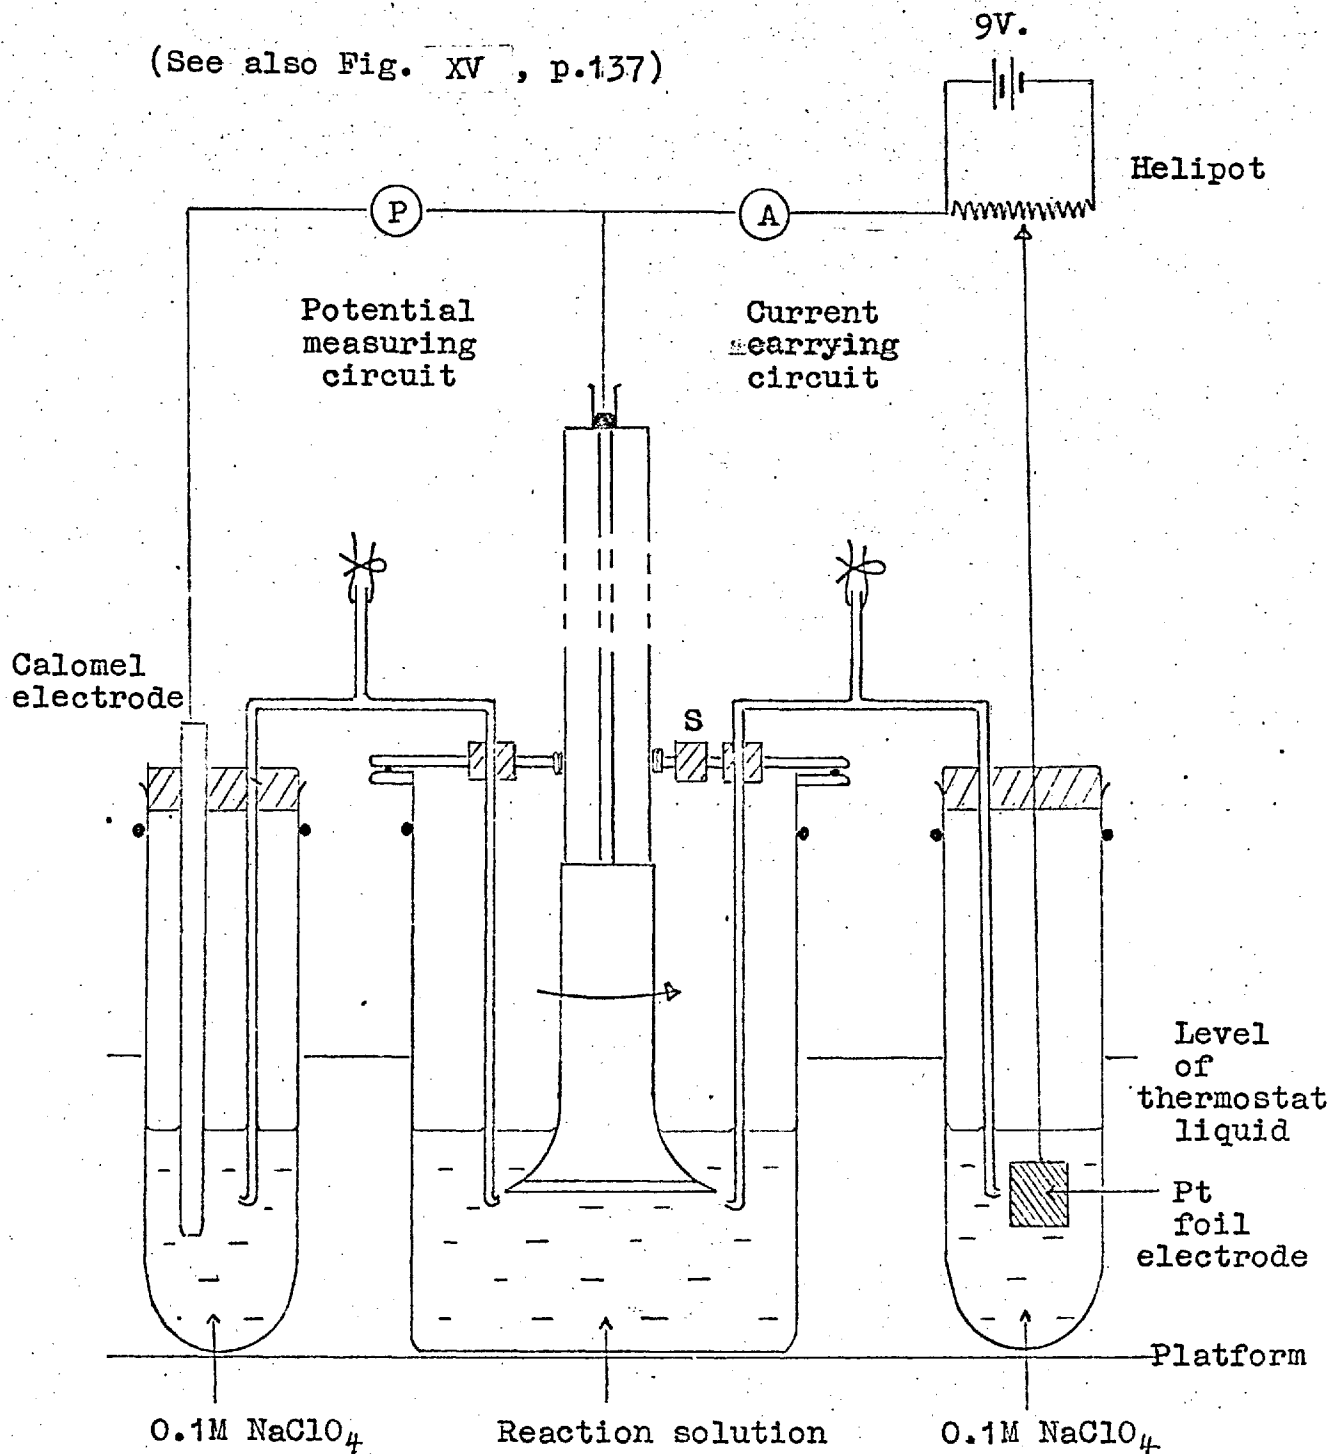 9V.
(See also Fig. XV, p.137)
Helipot
P
A
Potential
measuring
circuit
Current
carrying
circuit
Calomel
electrode
S
Level
of
thermostat
liquid
Pt
foil
electrode
Platform
0.1M NaClO₄
Reaction solution
0.1M NaClO₄